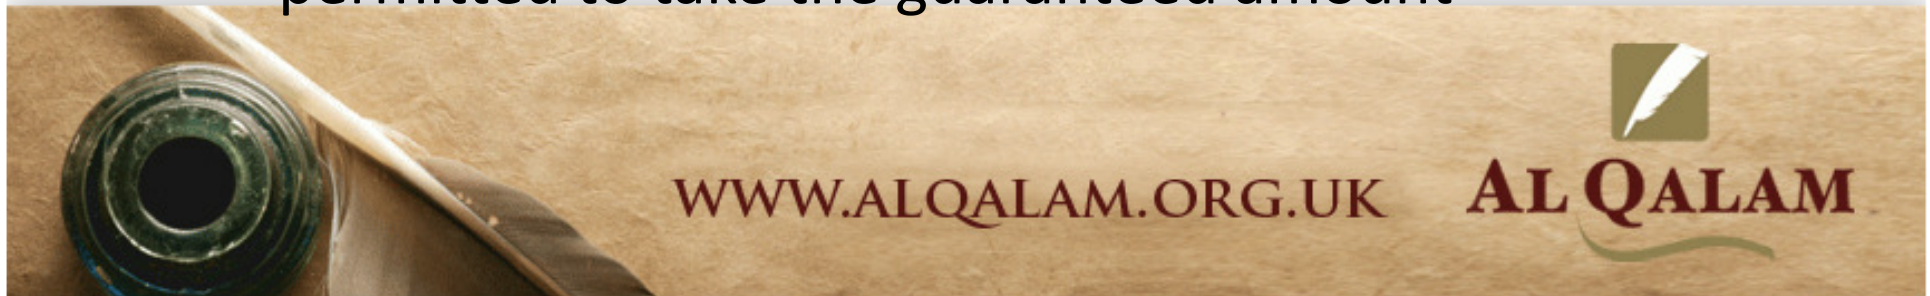 permitted to take the guaranteed amount
WWW.ALQALAM.ORG.UK
AL QALAM